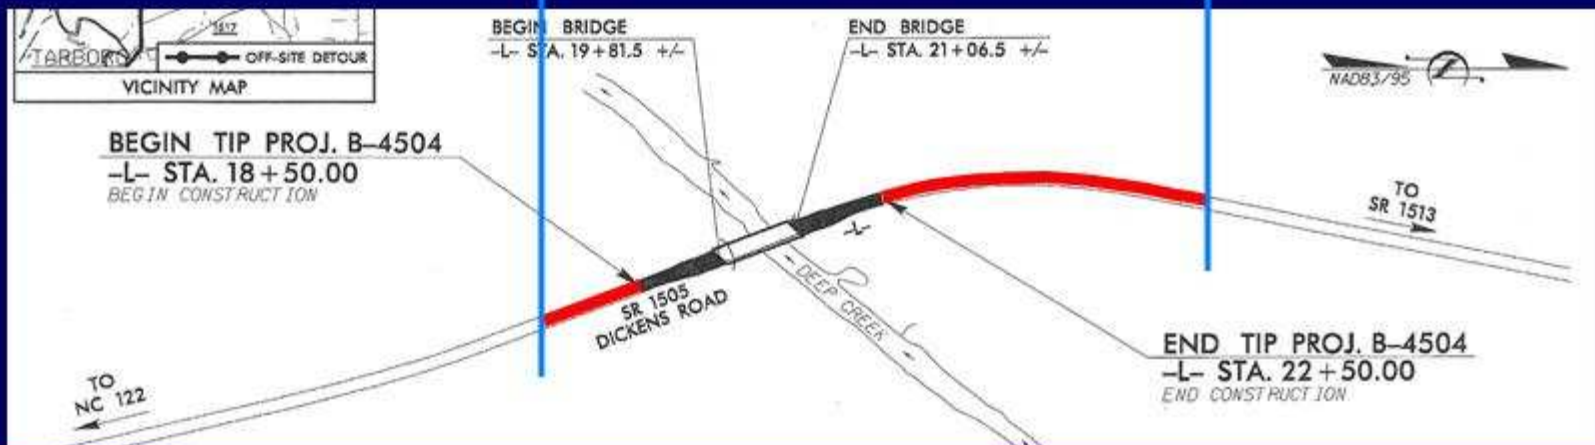 1517
TARBORO
OFF-SITE DETOUR
VICINITY MAP
BEGIN BRIDGE
-L- STA. 19+81.5 +/-
END BRIDGE
-L- STA. 21+06.5 +/-
NAD83/95
BEGIN TIP PROJ. B-4504
-L- STA. 18+50.00
BEGIN CONSTRUCTION
TO
SR 1513
-L-
SR 1505
DICKENS ROAD
DEEP CREEK
END TIP PROJ. B-4504
-L- STA. 22+50.00
END CONSTRUCTION
TO
NC 122